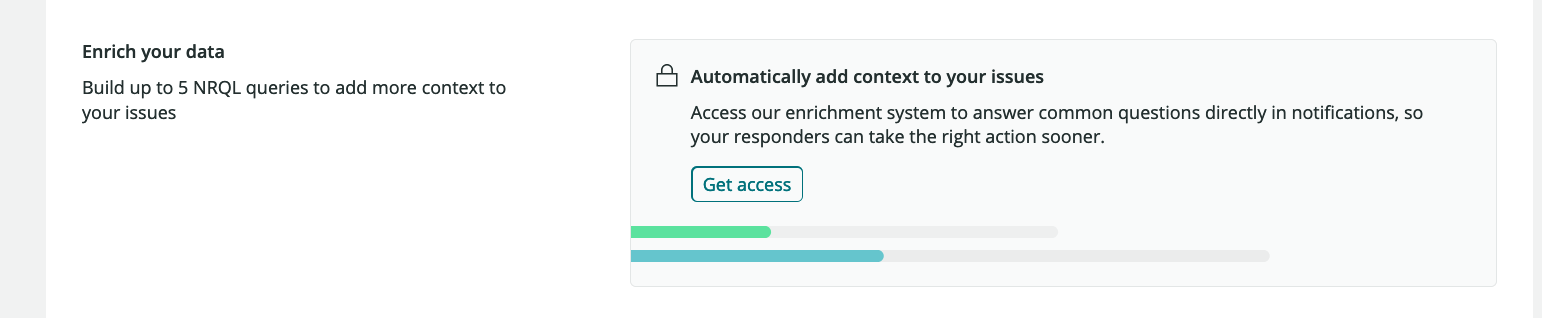 Enrich your data
Build up to 5 NRQL queries to add more context to
your issues
Automatically add context to your issues
Access our enrichment system to answer common questions directly in notifications, so
your responders can take the right action sooner.
Get access